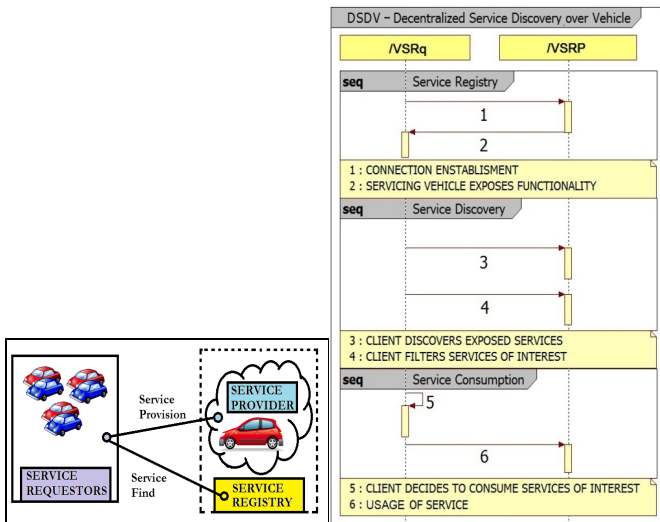 DSDV – Decentralized Service Discovery over Vehicle
/VSRq
/VSRP
seq Service Registry
1
2
1 : CONNECTION ENSTABLISMENT
2 : SERVICING VEHICLE EXPOSES FUNCTIONALITY
seq Service Discovery
3
4
3 : CLIENT DISCOVERS EXPOSED SERVICES
4 : CLIENT FILTERS SERVICES OF INTEREST
seq Service Consumption
5
6
5 : CLIENT DECIDES TO CONSUME SERVICES OF INTEREST
6 : USAGE OF SERVICE
Service
Provision
SERVICE
PROVIDER
SERVICE
REQUESTORS
Service
Find
SERVICE
REGISTRY